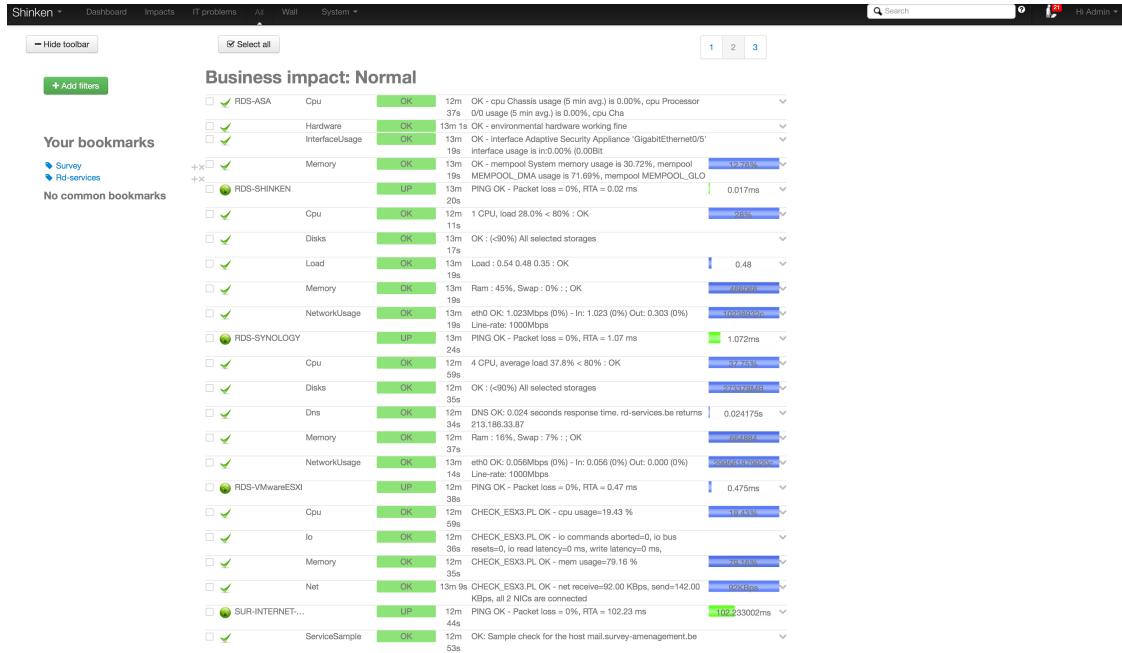 Shinken Dashboard Impacts IT problems All Wall System Search 21 Hi Admin
Hide toolbar Select all 1 2 3
Add filters
Business impact: Normal
RDS-ASA Cpu OK 12m OK - cpu Chassis usage (5 min avg.) is 0.00%, cpu Processor
37s 0/0 usage (5 min avg.) is 0.00%, cpu Cha
Hardware OK 13m 1s OK - environmental hardware working fine
Your bookmarks
InterfaceUsage OK 13m OK - interface Adaptive Security Appliance 'GigabitEthernet0/5'
19s interface usage is in:0.00% (0.00Bit
Survey
Rd-services
No common bookmarks
Memory OK 13m OK - mempool System memory usage is 30.72%, mempool 12.76%
19s MEMPOOL_DMA usage is 71.69%, mempool MEMPOOL_GLO
RDS-SHINKEN UP 13m PING OK - Packet loss = 0%, RTA = 0.02 ms 0.017ms
20s
Cpu OK 12m 1 CPU, load 28.0% < 80% : OK 28%
11s
Disks OK 13m OK : (<90%) All selected storages
17s
Load OK 13m Load : 0.54 0.48 0.35 : OK 0.48
19s
Memory OK 13m Ram : 45%, Swap : 0% : ; OK
19s
NetworkUsage OK 13m eth0 OK: 1.023Mbps (0%) - In: 1.023 (0%) Out: 0.303 (0%)
19s Line-rate: 1000Mbps
RDS-SYNOLOGY UP 13m PING OK - Packet loss = 0%, RTA = 1.07 ms 1.072ms
24s
Cpu OK 12m 4 CPU, average load 37.8% < 80% : OK 37.75%
59s
Disks OK 12m OK : (<90%) All selected storages
35s
Dns OK 12m DNS OK: 0.024 seconds response time. rd-services.be returns 0.024175s
34s 213.186.33.87
Memory OK 12m Ram : 16%, Swap : 7% : ; OK
37s
NetworkUsage OK 13m eth0 OK: 0.056Mbps (0%) - In: 0.056 (0%) Out: 0.000 (0%)
14s Line-rate: 1000Mbps
RDS-VMwareESXI UP 12m PING OK - Packet loss = 0%, RTA = 0.47 ms 0.475ms
38s
Cpu OK 12m CHECK_ESX3.PL OK - cpu usage=19.43 % 19.43%
59s
Io OK 12m CHECK_ESX3.PL OK - io commands aborted=0, io bus
36s resets=0, io read latency=0 ms, write latency=0 ms,
Memory OK 12m CHECK_ESX3.PL OK - mem usage=79.16 % 79.16%
35s
Net OK 13m 9s CHECK_ESX3.PL OK - net receive=92.00 KBps, send=142.00 92KBps
KBps, all 2 NICs are connected
SUR-INTERNET-... UP 12m PING OK - Packet loss = 0%, RTA = 102.23 ms 102.233002ms
44s
ServiceSample OK 12m OK: Sample check for the host mail.survey-amenagement.be
53s